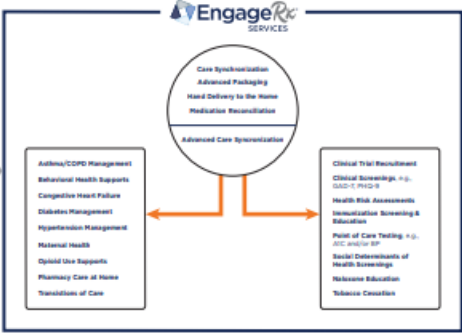 EngageRx
SERVICES
Care Synchronization
Advanced Packaging
Hand Delivery to the Home
Medication Reconciliation
Advanced Care Syncronization
Asthma/COPD Management
Behavioral Health Supports
Congestive Heart Failure
Diabetes Management
Hypertension Management
Maternal Health
Opioid Use Supports
Pharmacy Care at Home
Transistions of Care
Clinical Trial Recruitment
Clinical Screenings, e.g.,
GAD-7, PHQ-9
Health Risk Assessments
Immunization Screening &
Education
Point of Care Testing, e.g.,
A1C and/or BP
Social Determinants of
Health Screenings
Naloxone Education
Tobacco Cessation